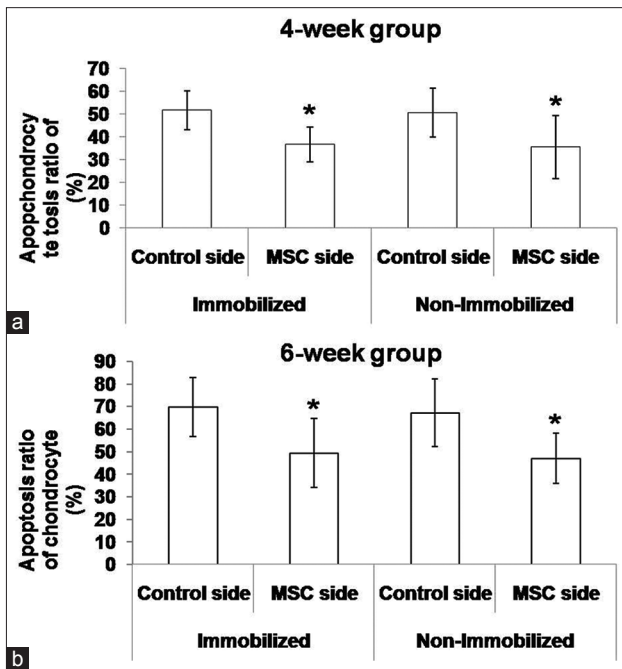 4-week group
Apopchondrocy
te tosis ratio of
(%)
70
60
50
40
30
20
10
0
*
*
Control side MSC side Control side MSC side
Immobilized Non-Immobilized
a
6-week group
Apoptosis ratio
of chondrocyte
(%)
90
80
70
60
50
40
30
20
10
0
*
*
Control side MSC side Control side MSC side
Immobilized Non-Immobilized
b